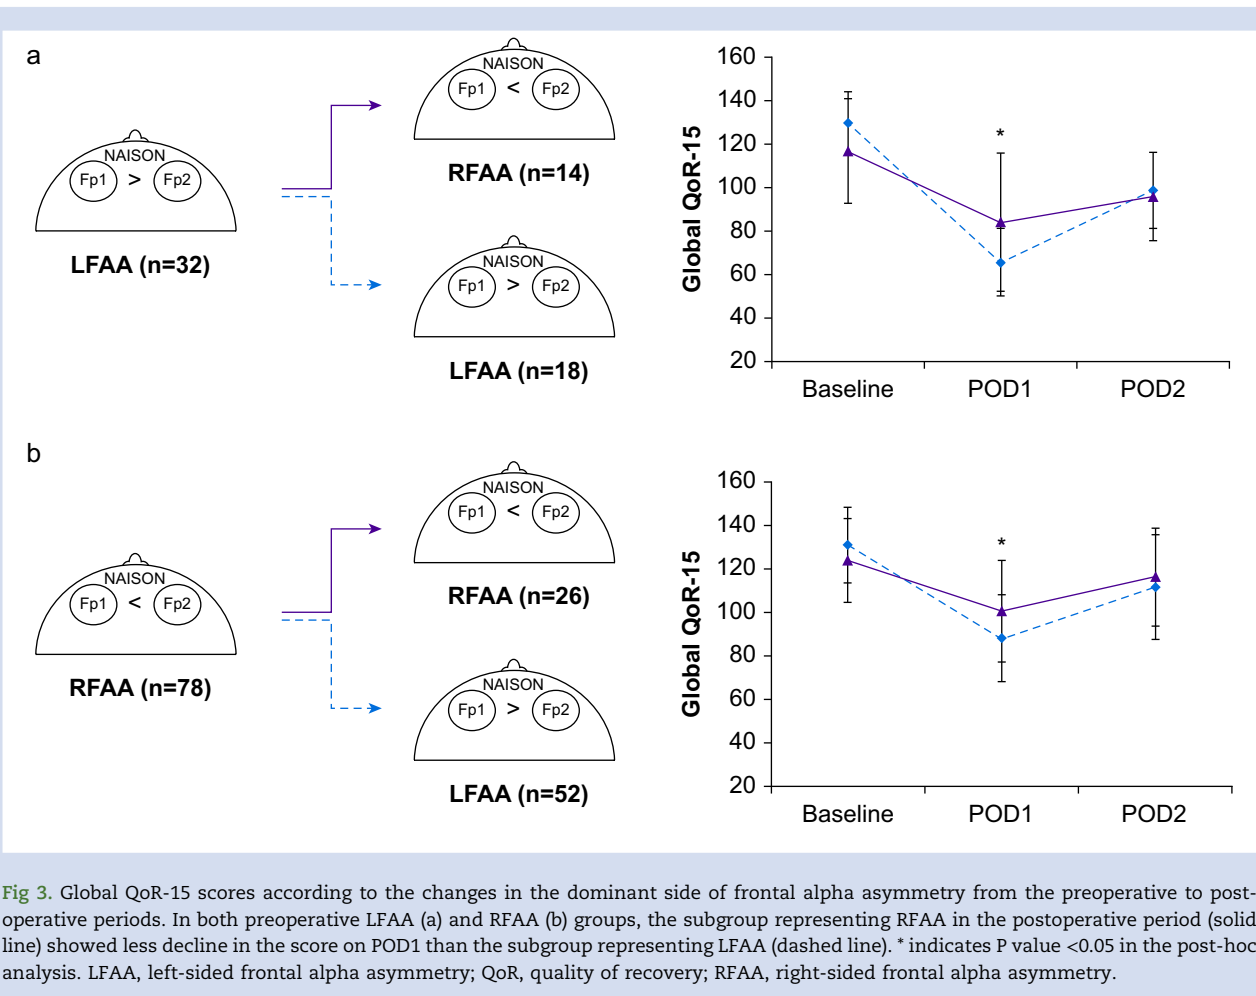 a
NAISON
Fp1 > Fp2
LFAA (n=32)
NAISON
Fp1 < Fp2
RFAA (n=14)
NAISON
Fp1 > Fp2
LFAA (n=18)
Global QoR-15
160
140
120
100
80
60
40
20
*
Baseline POD1 POD2
b
NAISON
Fp1 < Fp2
RFAA (n=78)
NAISON
Fp1 < Fp2
RFAA (n=26)
NAISON
Fp1 > Fp2
LFAA (n=52)
Global QoR-15
160
140
120
100
80
60
40
20
*
Baseline POD1 POD2
Fig 3. Global QoR-15 scores according to the changes in the dominant side of frontal alpha asymmetry from the preoperative to post-
operative periods. In both preoperative LFAA (a) and RFAA (b) groups, the subgroup representing RFAA in the postoperative period (solid
line) showed less decline in the score on POD1 than the subgroup representing LFAA (dashed line). * indicates P value <0.05 in the post-hoc
analysis. LFAA, left-sided frontal alpha asymmetry; QoR, quality of recovery; RFAA, right-sided frontal alpha asymmetry.